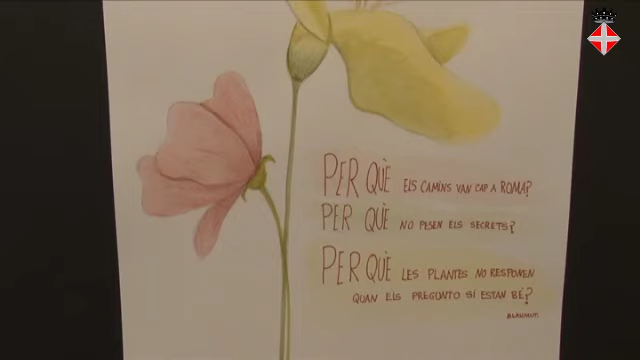 PER QUÈ ELS CAMINS VAN CAP A ROMA?
PER QUÈ NO PESEN ELS SECRETS?
PER QUÈ LES PLANTES NO RESPONEN
QUAN ELS PREGUNTO SI ESTAN BÉ?
BLAUMUT.